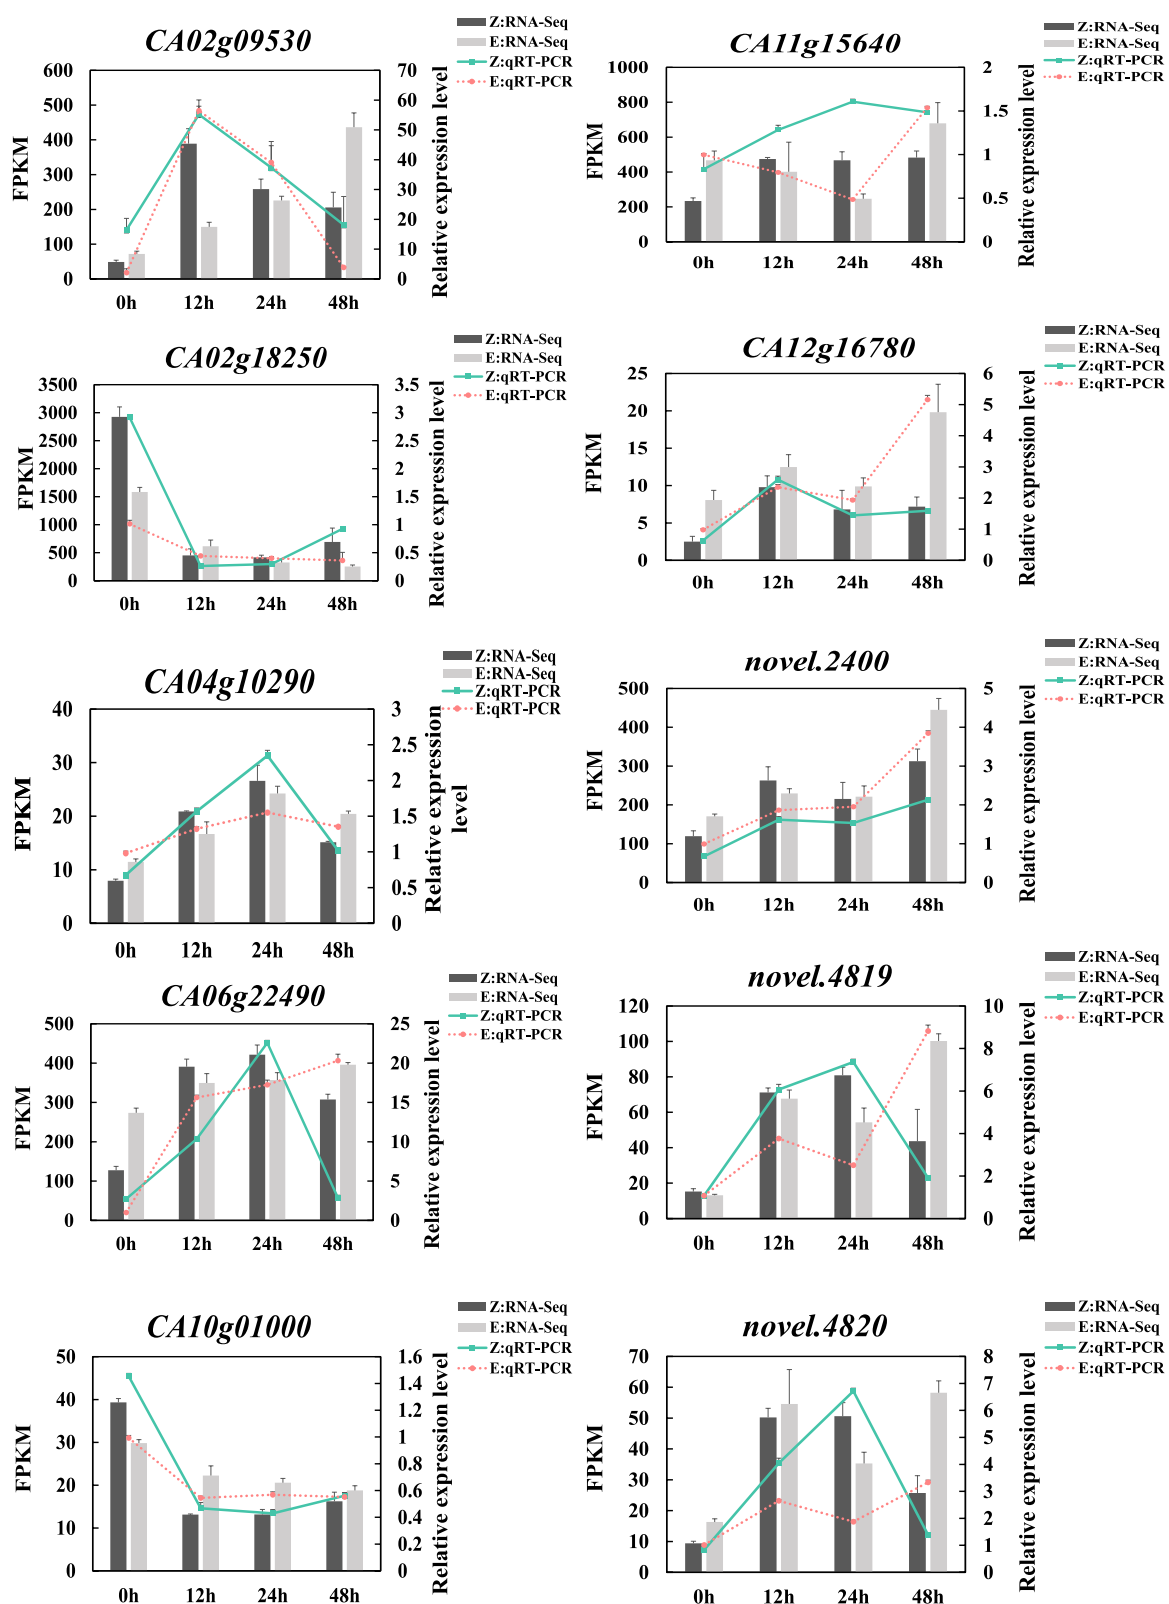 CA02g09530
Z:RNA-Seq
E:RNA-Seq
Z:qRT-PCR
E:qRT-PCR
600
500
400
300
200
100
0
FPKM
70
60
50
40
30
20
10
0
Relative expression level
0h 12h 24h 48h
CA11g15640
Z:RNA-Seq
E:RNA-Seq
Z:qRT-PCR
E:qRT-PCR
1000
800
600
400
200
0
FPKM
2
1.5
1
0.5
0
Relative expression level
0h 12h 24h 48h
CA02g18250
Z:RNA-Seq
E:RNA-Seq
Z:qRT-PCR
E:qRT-PCR
3500
3000
2500
2000
1500
1000
500
0
FPKM
3.5
3
2.5
2
1.5
1
0.5
0
Relative expression level
0h 12h 24h 48h
CA12g16780
Z:RNA-Seq
E:RNA-Seq
Z:qRT-PCR
E:qRT-PCR
25
20
15
10
5
0
FPKM
6
5
4
3
2
1
0
Relative expression level
0h 12h 24h 48h
CA04g10290
Z:RNA-Seq
E:RNA-Seq
Z:qRT-PCR
E:qRT-PCR
40
30
20
10
0
FPKM
3
2.5
2
1.5
1
0.5
0
Relative expression
level
0h 12h 24h 48h
novel.2400
Z:RNA-Seq
E:RNA-Seq
Z:qRT-PCR
E:qRT-PCR
500
400
300
200
100
0
FPKM
5
4
3
2
1
0
Relative expression level
0h 12h 24h 48h
CA06g22490
Z:RNA-Seq
E:RNA-Seq
Z:qRT-PCR
E:qRT-PCR
500
400
300
200
100
0
FPKM
25
20
15
10
5
0
Relative expression level
0h 12h 24h 48h
novel.4819
Z:RNA-Seq
E:RNA-Seq
Z:qRT-PCR
E:qRT-PCR
120
100
80
60
40
20
0
FPKM
10
8
6
4
2
0
Relative expression level
0h 12h 24h 48h
CA10g01000
Z:RNA-Seq
E:RNA-Seq
Z:qRT-PCR
E:qRT-PCR
50
40
30
20
10
0
FPKM
1.6
1.4
1.2
1
0.8
0.6
0.4
0.2
0
Relative expression level
0h 12h 24h 48h
novel.4820
Z:RNA-Seq
E:RNA-Seq
Z:qRT-PCR
E:qRT-PCR
70
60
50
40
30
20
10
0
FPKM
8
7
6
5
4
3
2
1
0
Relative expression level
0h 12h 24h 48h